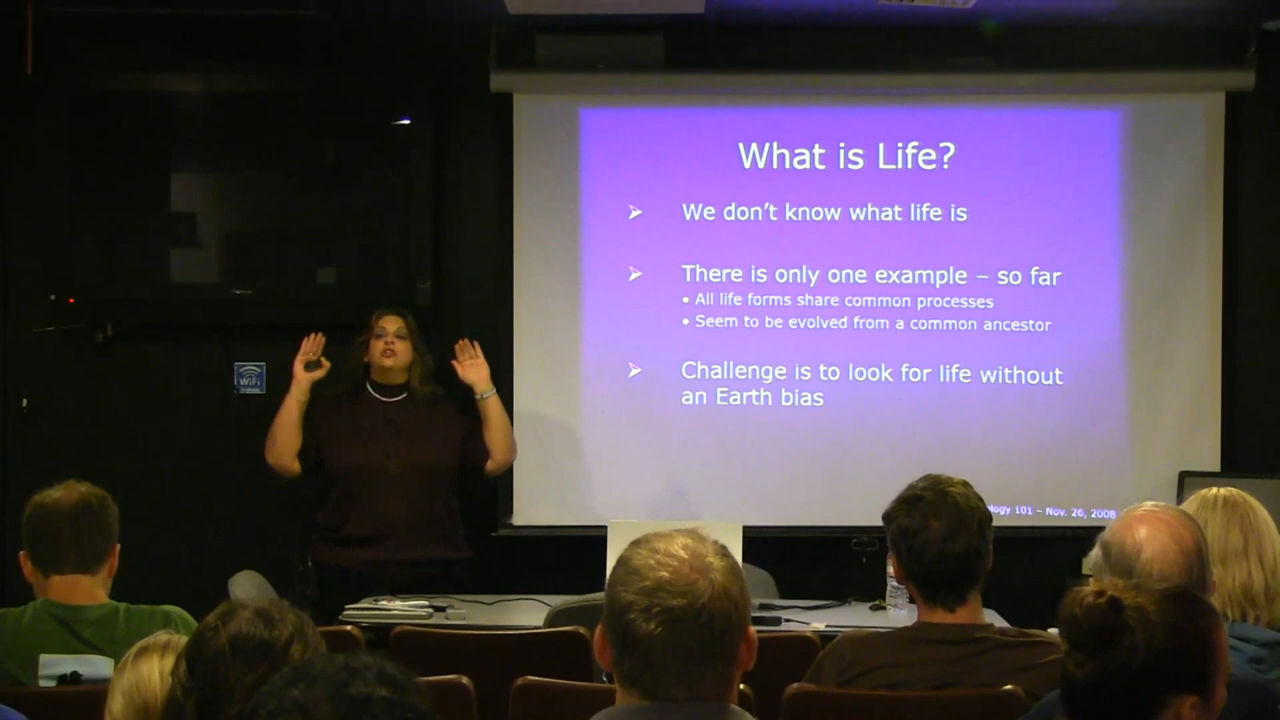 What is Life?
➢ We don't know what life is
➢ There is only one example – so far
• All life forms share common processes
• Seem to be evolved from a common ancestor
➢ Challenge is to look for life without
an Earth bias
101 – Nov. 26, 2008
WiFi